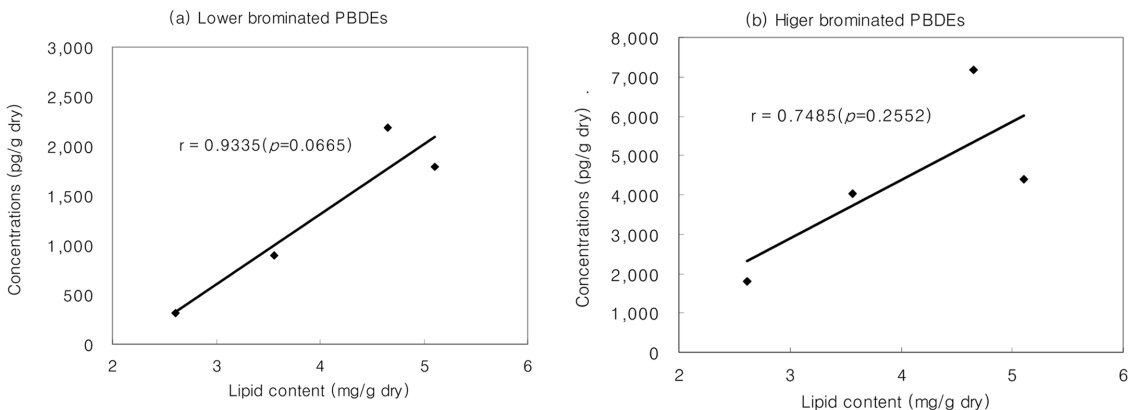 (a) Lower brominated PBDEs
3,000
2,500
2,000
1,500
1,000
500
0
Concentrations (pg/g dry)
r = 0.9335(p=0.0665)
2 3 4 5 6
Lipid content (mg/g dry)
(b) Higer brominated PBDEs
8,000
7,000
6,000
5,000
4,000
3,000
2,000
1,000
0
Concentrations (pg/g dry)
r = 0.7485(p=0.2552)
2 3 4 5 6
Lipid content (mg/g dry)